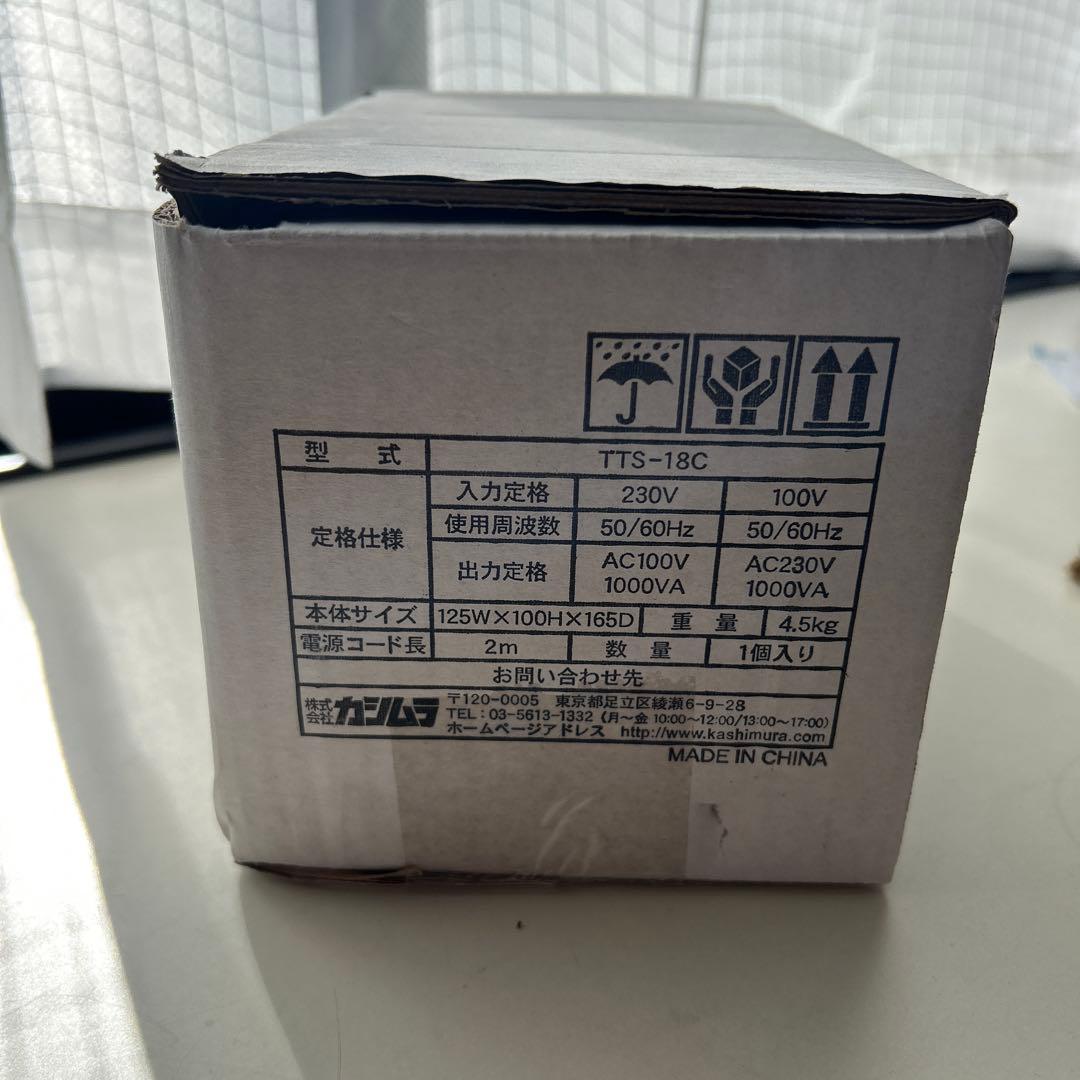 型 式 TTS-18C
定格仕様 入力定格 230V 100V
使用周波数 50/60Hz 50/60Hz
出力定格 AC100V 1000VA AC230V 1000VA
本体サイズ 125W×100H×165D 重 量 4.5kg
電源コード長 2m 数 量 1個入り
お問い合わせ先
株式会社カシムラ
〒120-0005 東京都足立区綾瀬6-9-28
TEL：03-5613-1332（月～金 10:00～12:00/13:00～17:00）
ホームページアドレス http://www.kashimura.com
MADE IN CHINA